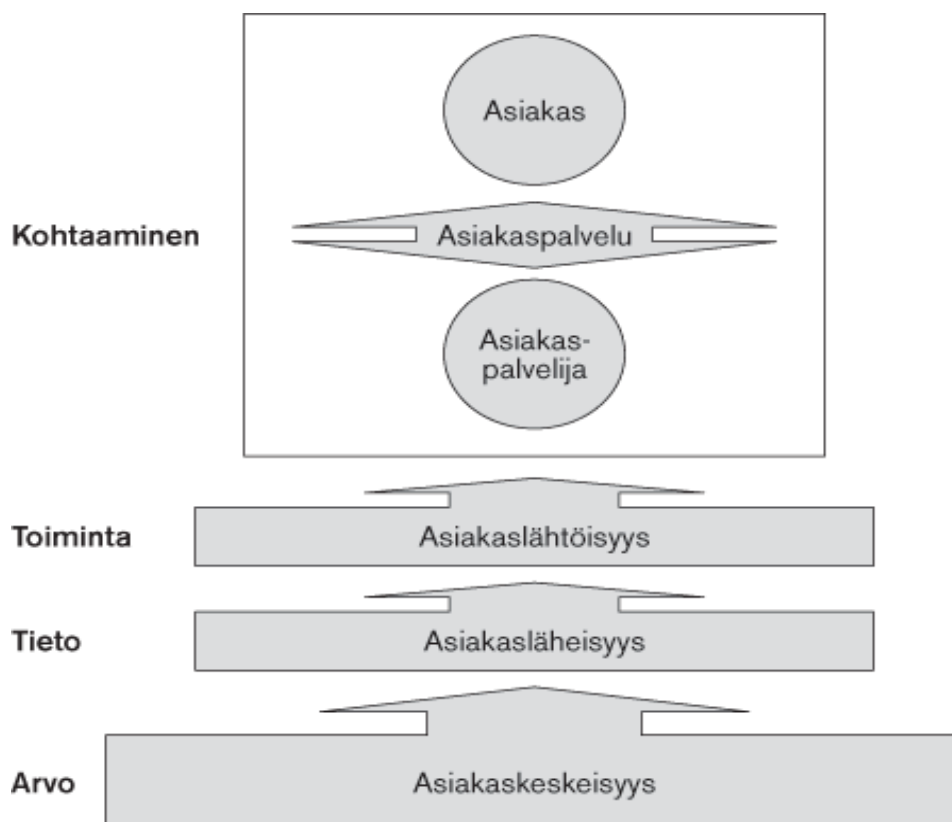 Asiakas
Kohtaaminen
Asiakaspalvelu
Asiakas-
palvelija
Toiminta
Asiakaslähtöisyys
Tieto
Asiakasläheisyys
Arvo
Asiakaskeskeisyys